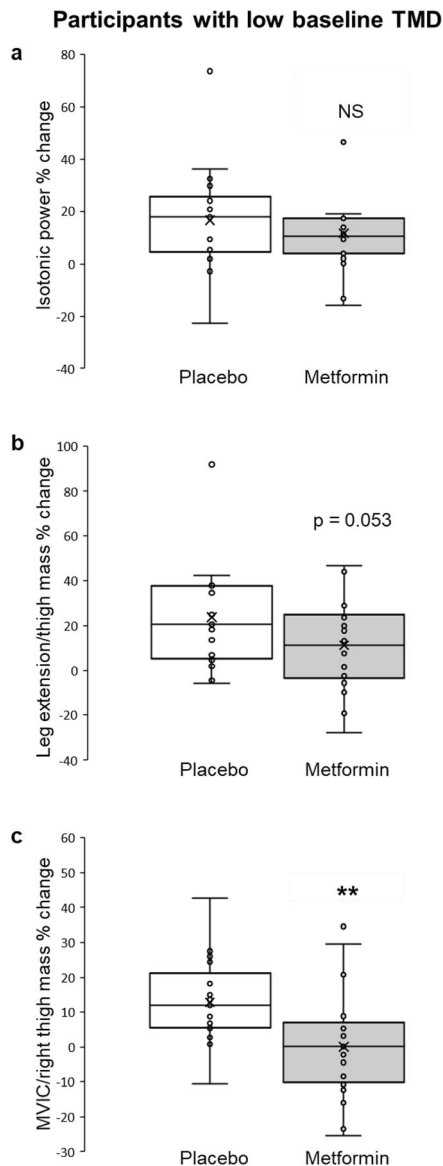 Participants with low baseline TMD
a
Isotonic power % change
80
60
40
20
0
-20
-40
NS
Placebo
Metformin
b
Leg extension/thigh mass % change
100
80
60
40
20
0
-20
-40
p = 0.053
Placebo
Metformin
c
MVIC/right thigh mass % change
60
50
40
30
20
10
0
-10
-20
-30
**
Placebo
Metformin